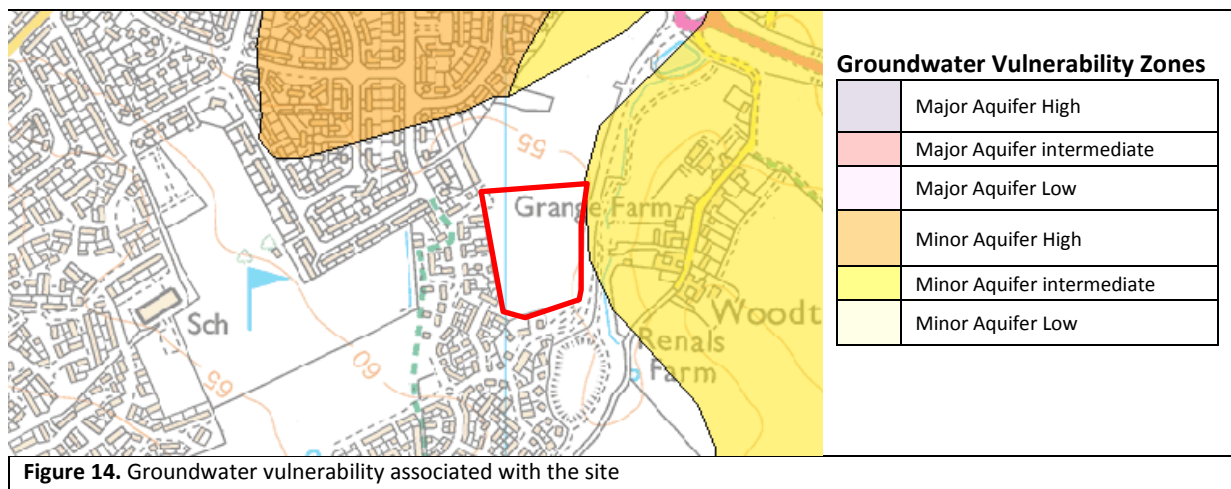 Groundwater Vulnerability Zones
Major Aquifer High
Major Aquifer intermediate
Major Aquifer Low
Minor Aquifer High
Minor Aquifer intermediate
Minor Aquifer Low
55
Grange Farm
Sch
Woodt
Renals
Farm
60
65
Figure 14. Groundwater vulnerability associated with the site